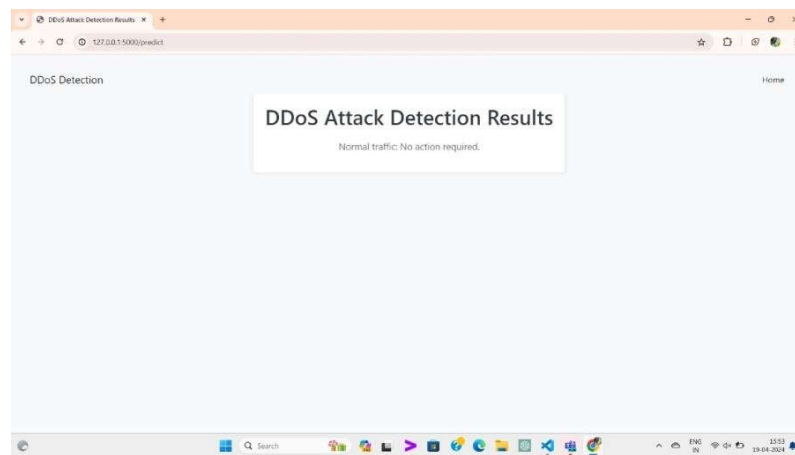 DDoS Attack Detection Results
127.0.0.1:5000/predict
DDoS Detection
Home
DDoS Attack Detection Results
Normal traffic: No action required.
Search
ENG
IN
15:53
19-04-2024